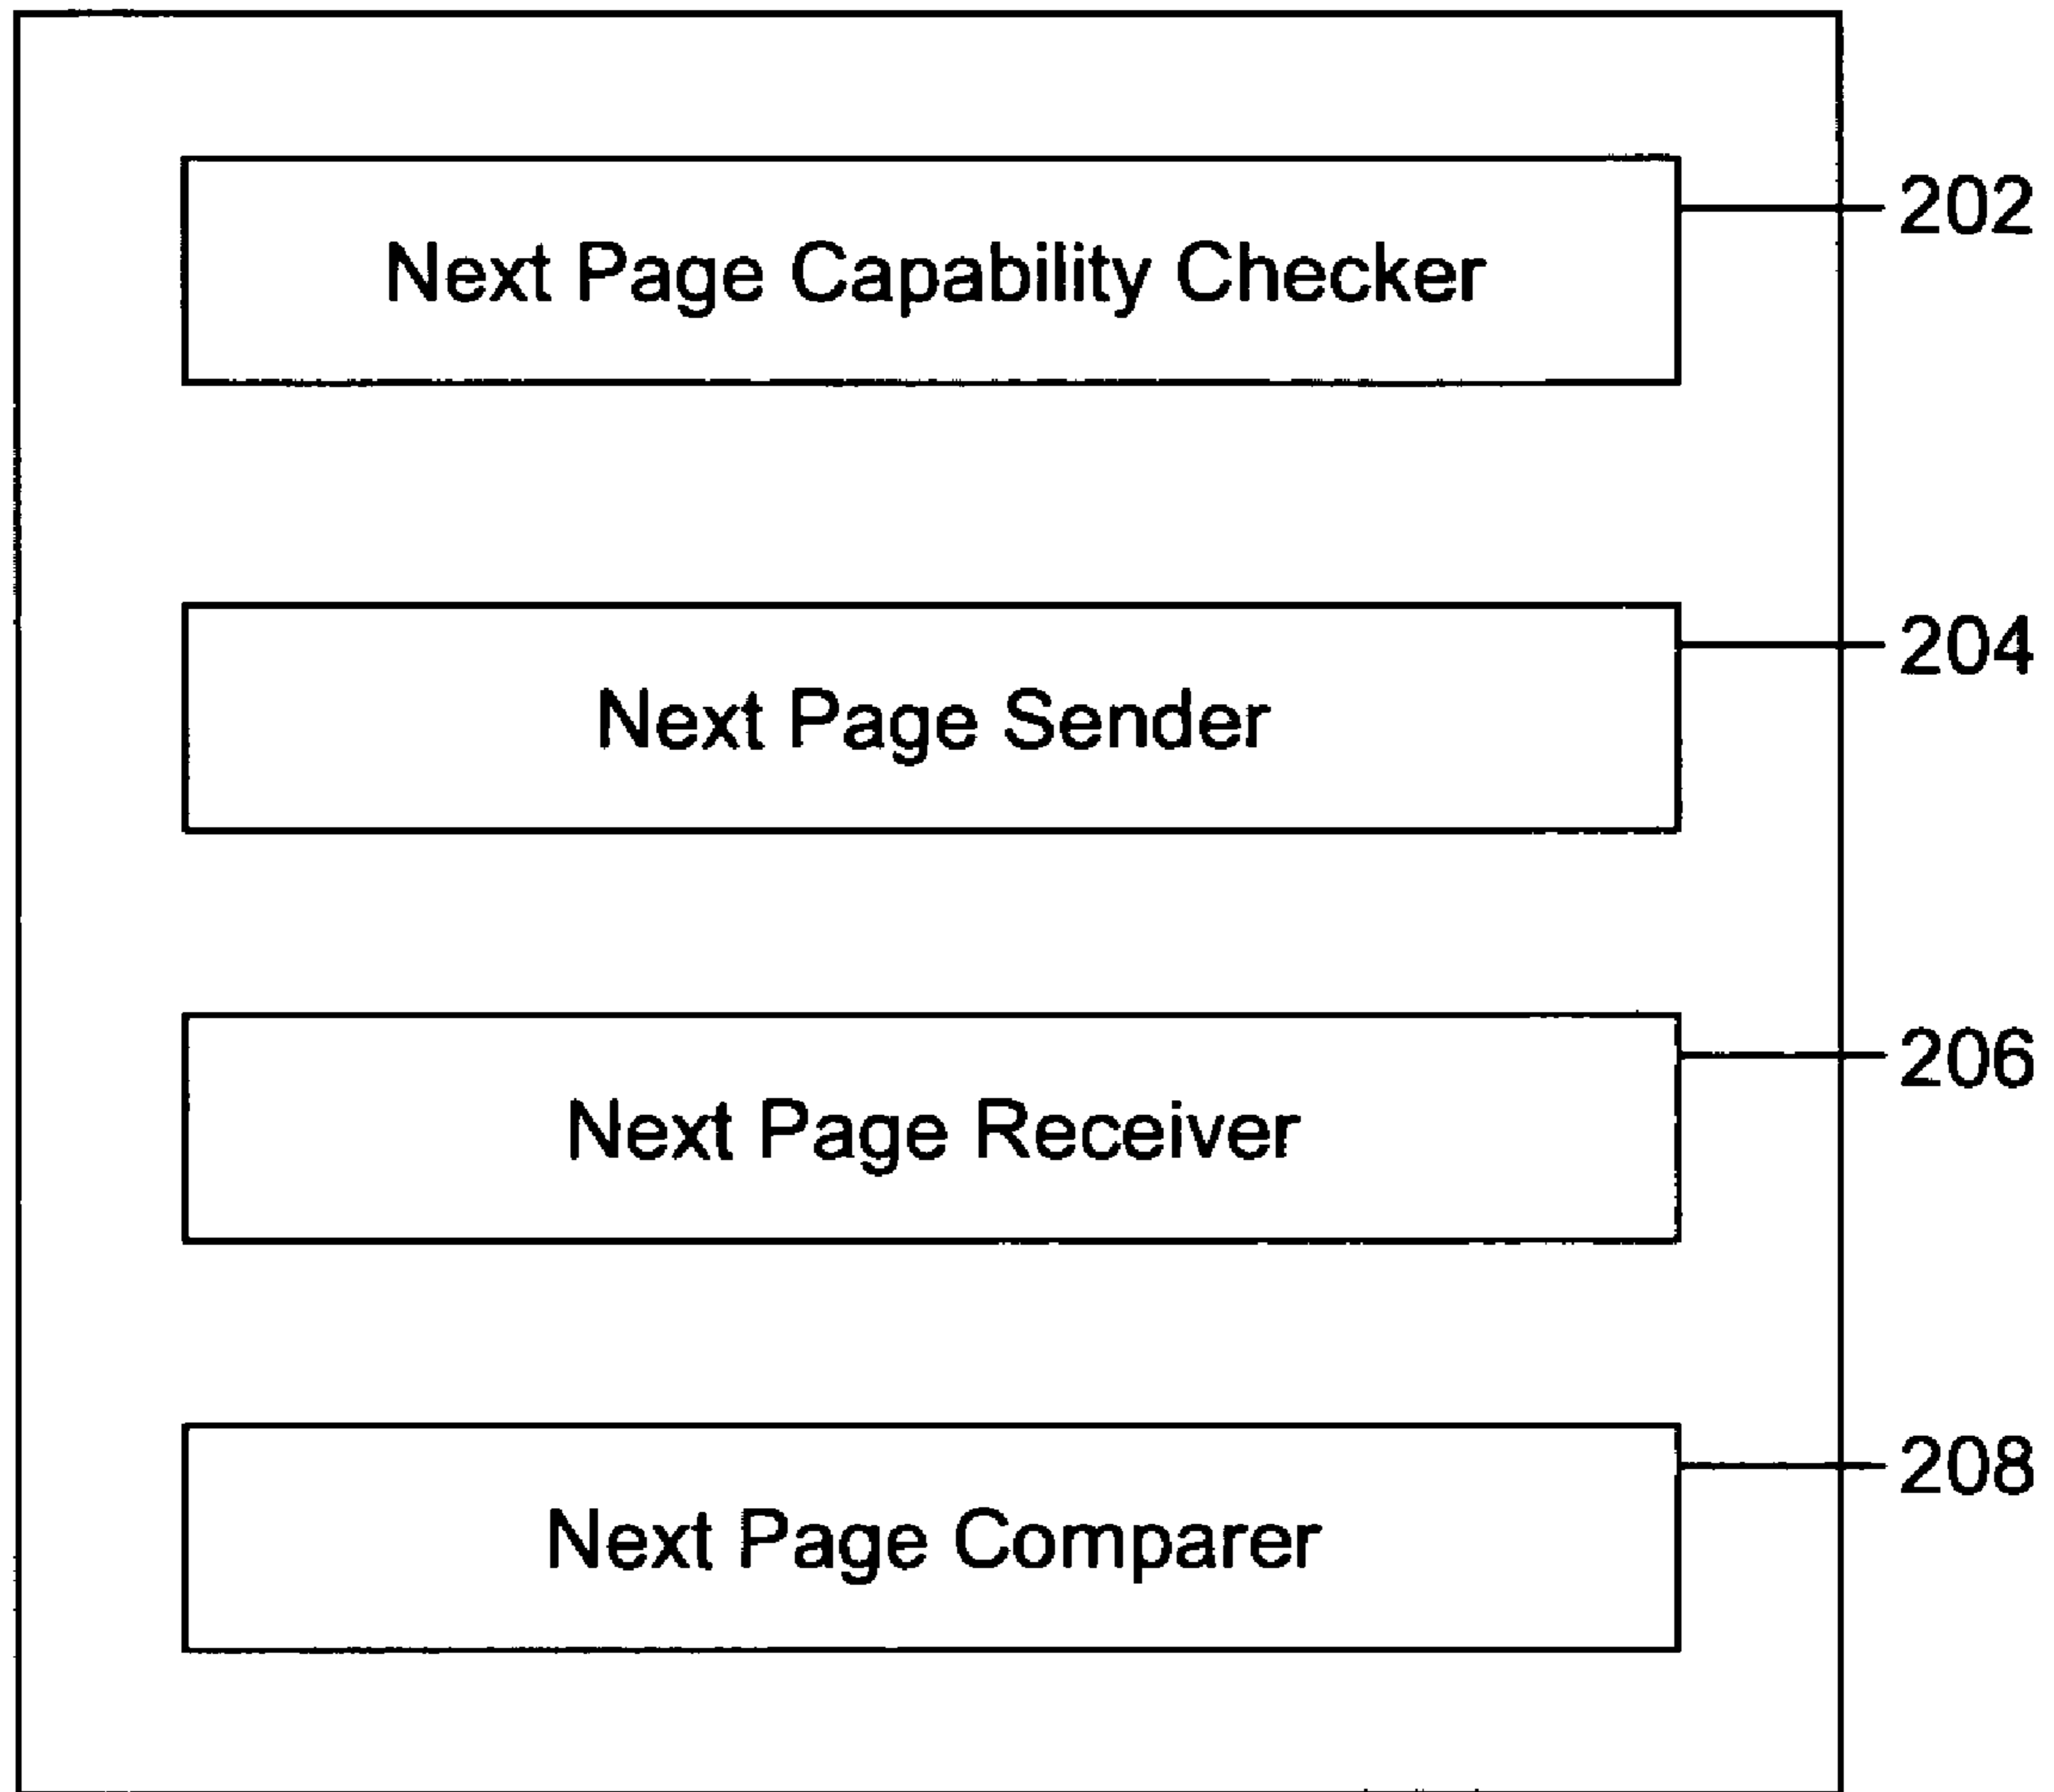 Next Page Capability Checker
202
Next Page Sender
204
Next Page Receiver
206
Next Page Comparer
208